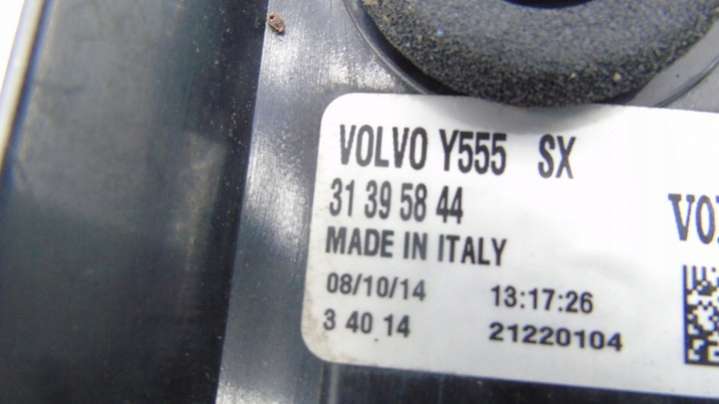 VOLVO Y555 SX
31 39 58 44
MADE IN ITALY
08/10/14 13:17:26
3 40 14 21220104